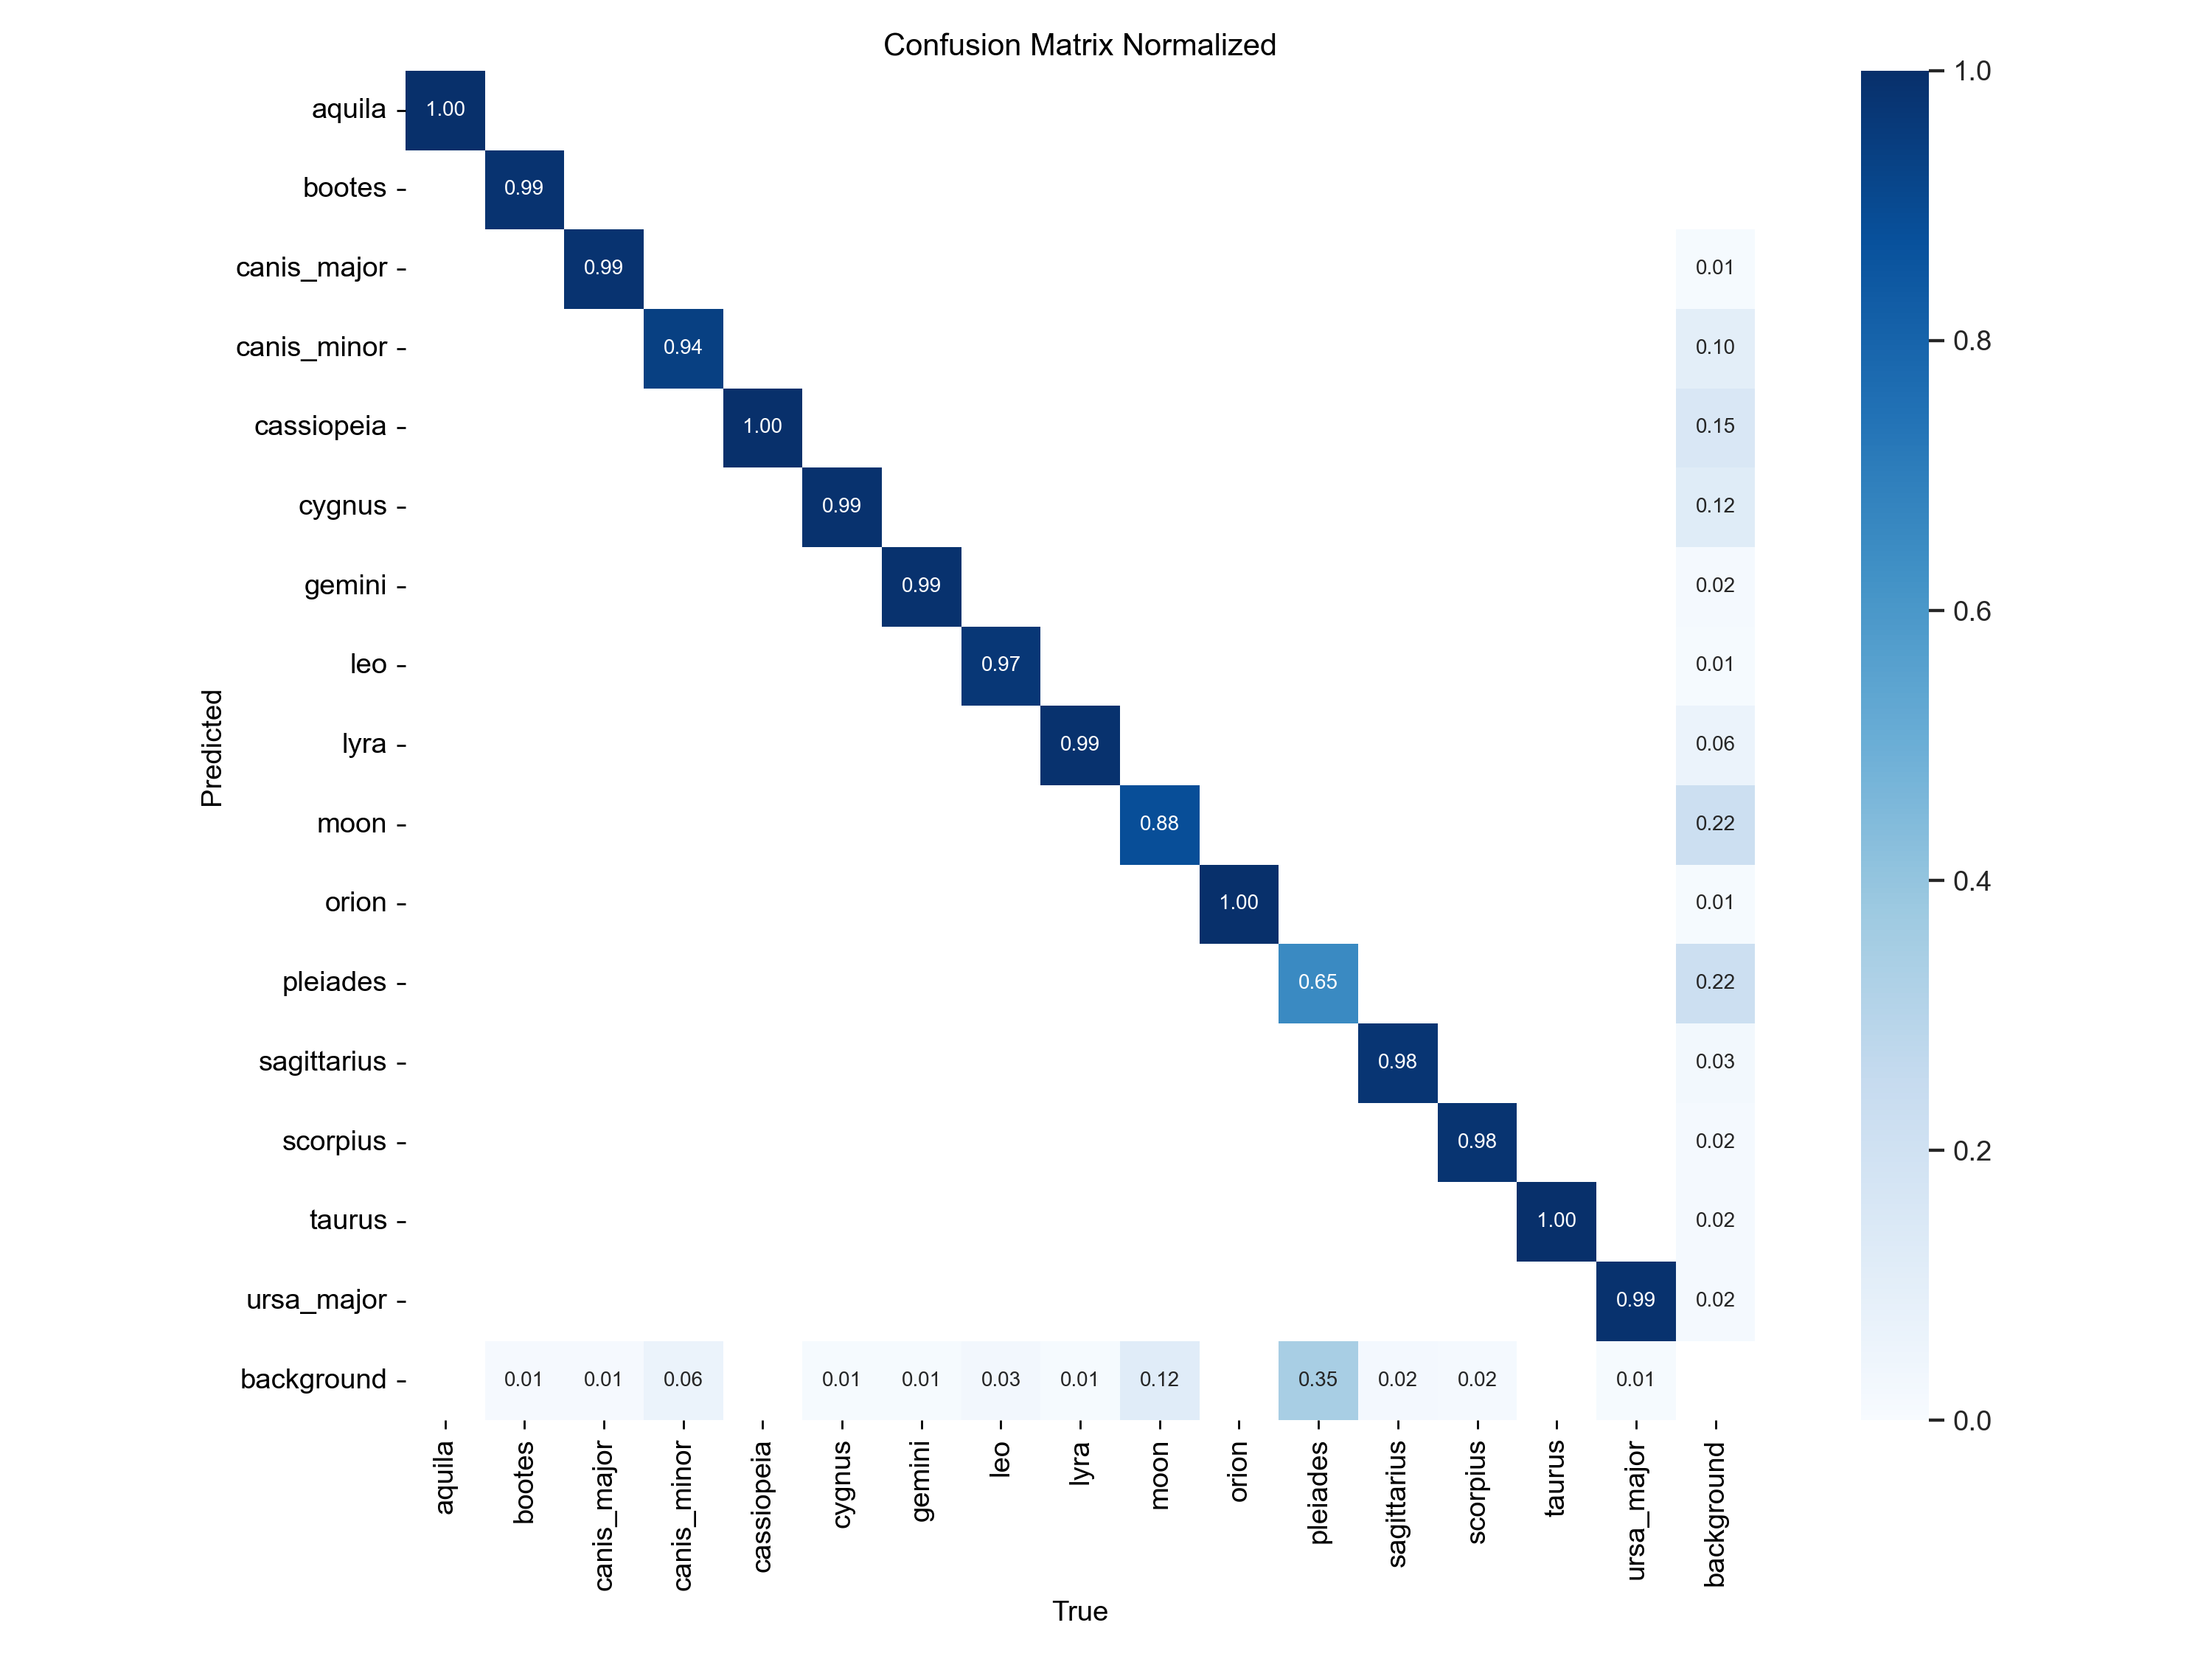 Confusion Matrix Normalized
aquila 1.00
bootes 0.99
canis_major 0.99 0.01
canis_minor 0.94 0.10
cassiopeia 1.00 0.15
cygnus 0.99 0.12
gemini 0.99 0.02
leo 0.97 0.01
lyra 0.99 0.06
moon 0.88 0.22
orion 1.00 0.01
pleiades 0.65 0.22
sagittarius 0.98 0.03
scorpius 0.98 0.02
taurus 1.00 0.02
ursa_major 0.99 0.02
background 0.01 0.01 0.06 0.01 0.01 0.03 0.01 0.12 0.35 0.02 0.02 0.01
Predicted
aquila bootes canis_major canis_minor cassiopeia cygnus gemini leo lyra moon orion pleiades sagittarius scorpius taurus ursa_major background
True
1.0
0.8
0.6
0.4
0.2
0.0